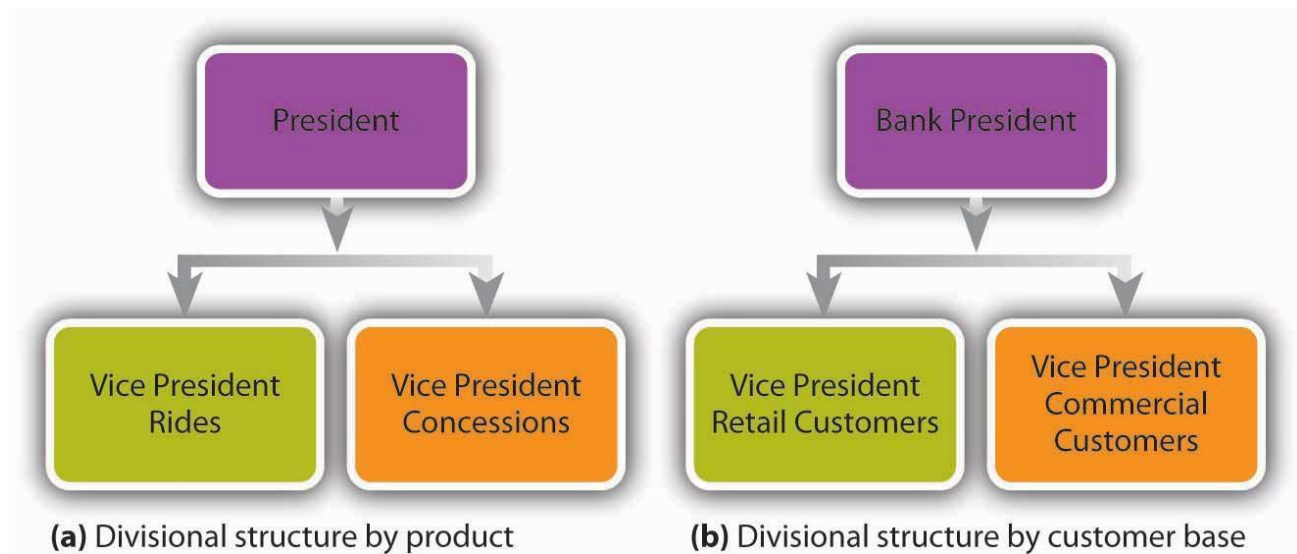 President
Bank President
Vice President
Rides
Vice President
Concessions
Vice President
Retail Customers
Vice President
Commercial
Customers
(a) Divisional structure by product
(b) Divisional structure by customer base